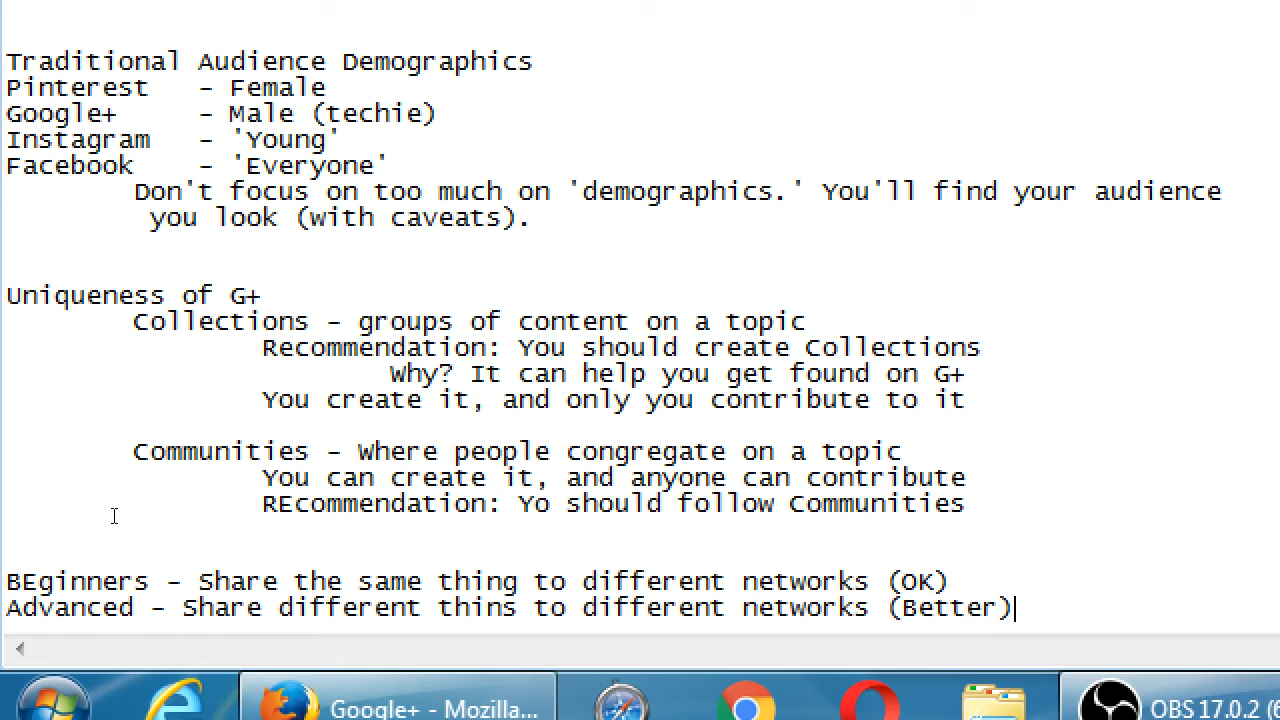 Traditional Audience Demographics
Pinterest - Female
Google+ - Male (techie)
Instagram - 'Young'
Facebook - 'Everyone'
Don't focus on too much on 'demographics.' You'll find your audience
you look (with caveats).
Uniqueness of G+
Collections - groups of content on a topic
Recommendation: You should create Collections
Why? It can help you get found on G+
You create it, and only you contribute to it
Communities - Where people congregate on a topic
You can create it, and anyone can contribute
REcommendation: Yo should follow Communities
BEginners - Share the same thing to different networks (OK)
Advanced - Share different thins to different networks (Better)
Google+ - Mozilla...
OBS 17.0.2 (6